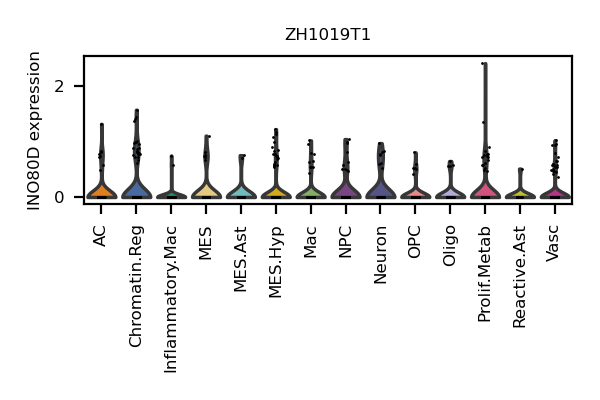 ZH1019T1
INO80D expression
2
0
AC
Chromatin.Reg
Inflammatory.Mac
MES
MES.Ast
MES.Hyp
Mac
NPC
Neuron
OPC
Oligo
Prolif.Metab
Reactive.Ast
Vasc